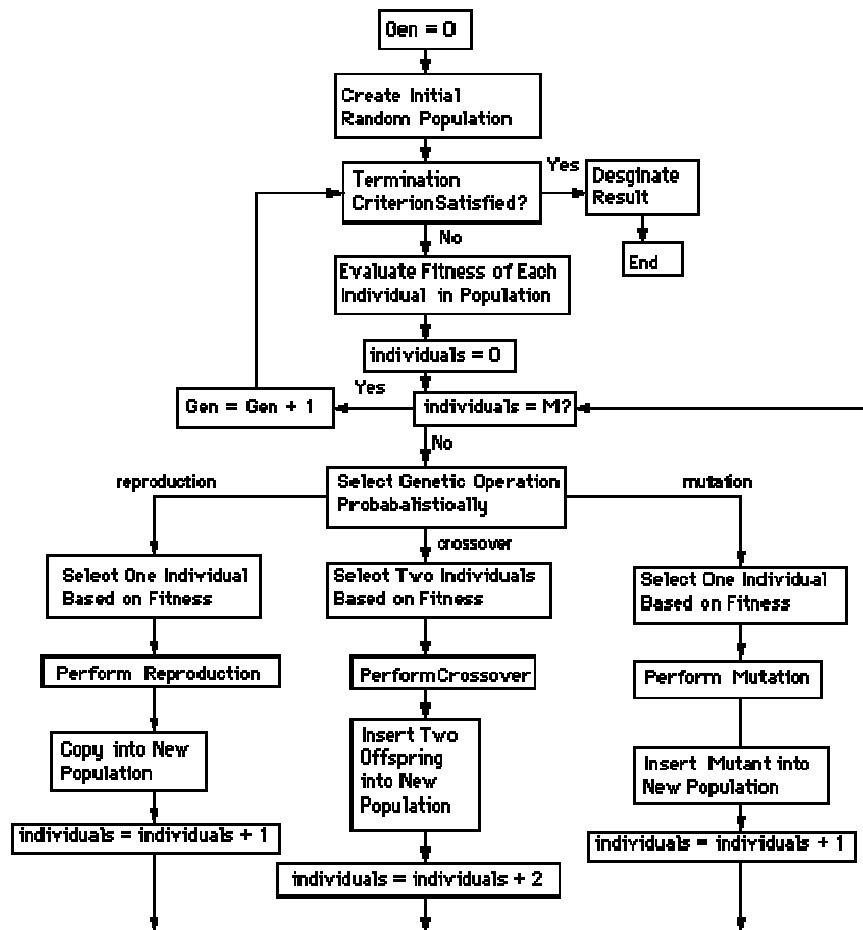 Gen = 0
Create Initial
Random Population
Termination
CriterionSatisfied?
Yes
Desginate
Result
End
No
Evaluate Fitness of Each
Individual in Population
individuals = 0
Yes
Gen = Gen + 1
individuals = M?
No
reproduction
Select Genetic Operation
Probabalistically
mutation
crossover
Select One Individual
Based on Fitness
Select Two Individuals
Based on Fitness
Select One Individual
Based on Fitness
Perform Reproduction
PerformCrossover
Perform Mutation
Copy into New
Population
Insert Two
Offspring
into New
Population
Insert Mutant into
New Population
individuals = individuals + 1
individuals = individuals + 2
individuals = individuals + 1